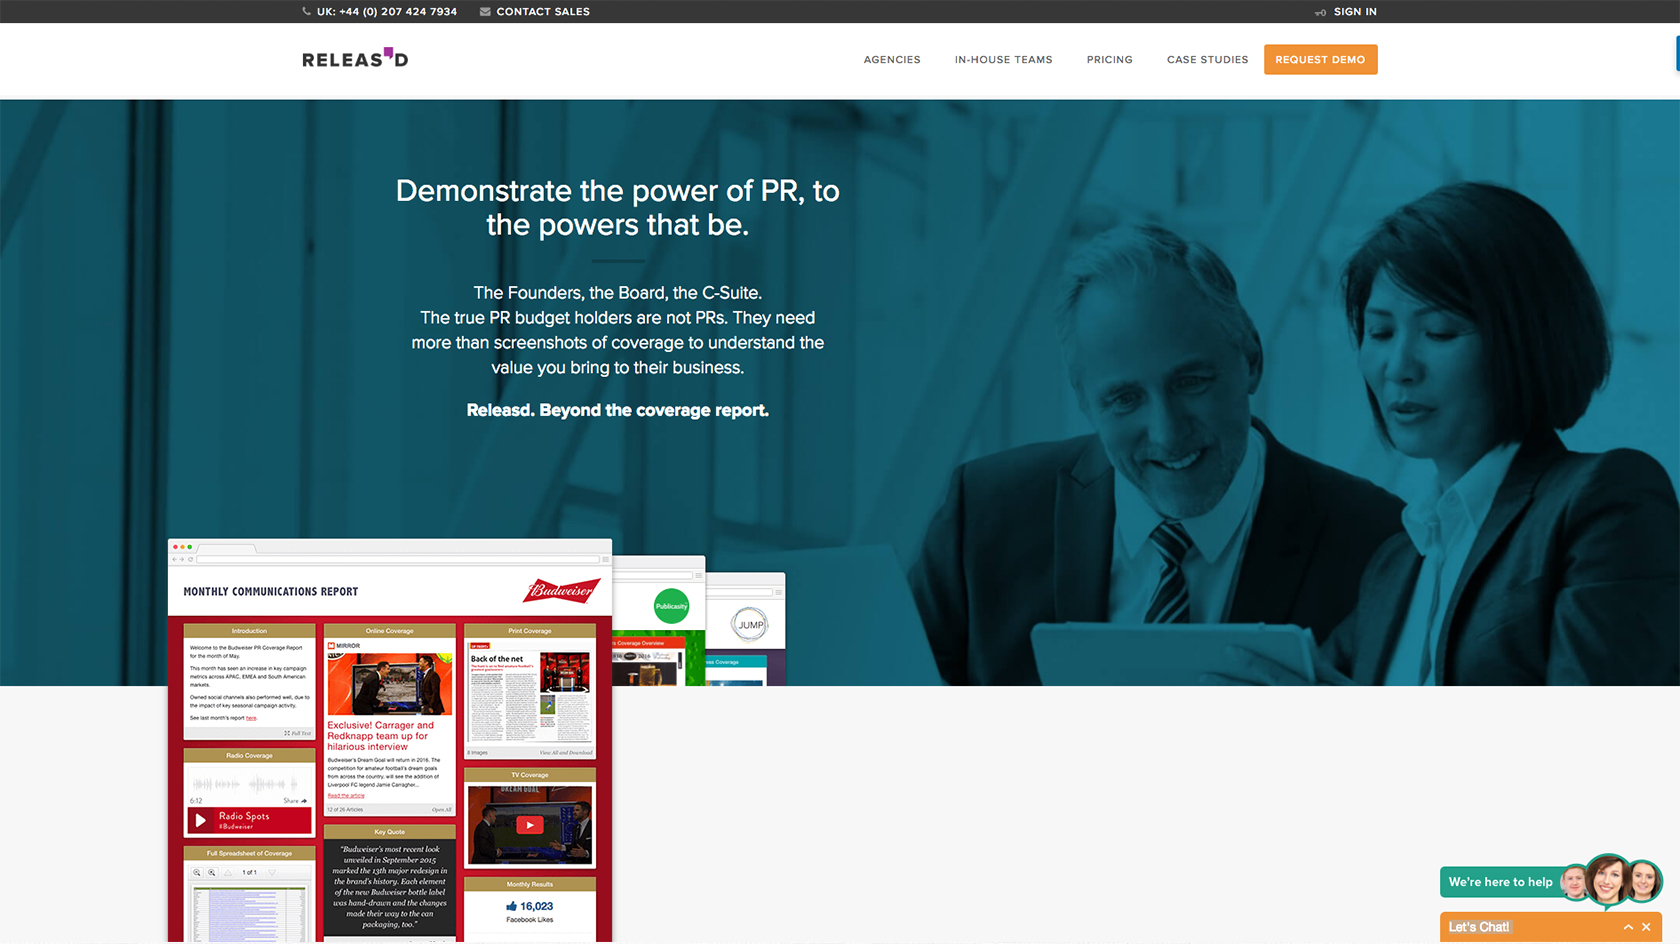 UK: +44 (0) 207 424 7934
CONTACT SALES
SIGN IN
RELEAS'D
AGENCIES
IN-HOUSE TEAMS
PRICING
CASE STUDIES
REQUEST DEMO
Demonstrate the power of PR, to
the powers that be.
The Founders, the Board, the C-Suite.
The true PR budget holders are not PRs. They need
more than screenshots of coverage to understand the
value you bring to their business.
Releasd. Beyond the coverage report.
MONTHLY COMMUNICATIONS REPORT
Budweiser
Introduction
Welcome to the Budweiser PR Coverage Report
for the month of May.
This month has seen an increase in key campaign
metrics across APAC, EMEA and South American
markets.
Owned social channels also performed well, due to
the impact of key seasonal campaign activity.
See last month's report here.
Full Text
Radio Coverage
6:12
Share
Radio Spots
#Budweiser
Full Spreadsheet of Coverage
1 of 1
Online Coverage
MIRROR
Exclusive! Carrager and
Redknapp team up for
hilarious interview
Budweiser's Dream Goal will return in 2016. The
competition for amateur football's dream goals
from across the country, will see the addition of
Liverpool FC legend Jamie Carragher...
Read the article
12 of 26 Articles
Open All
Key Quote
"Budweiser's most recent look
unveiled in September 2015
marked the 13th major redesign in
the brand's history. Each element
of the new Budweiser bottle label
was hand-drawn and the changes
made their way to the can
packaging, too."
Print Coverage
Back of the net
8 Images
View All and Download
TV Coverage
DREAM GOAL
Monthly Results
16,023
Facebook Likes
Publicasity
Coverage Overview
JUMP
Coverage
We're here to help
Let's Chat!